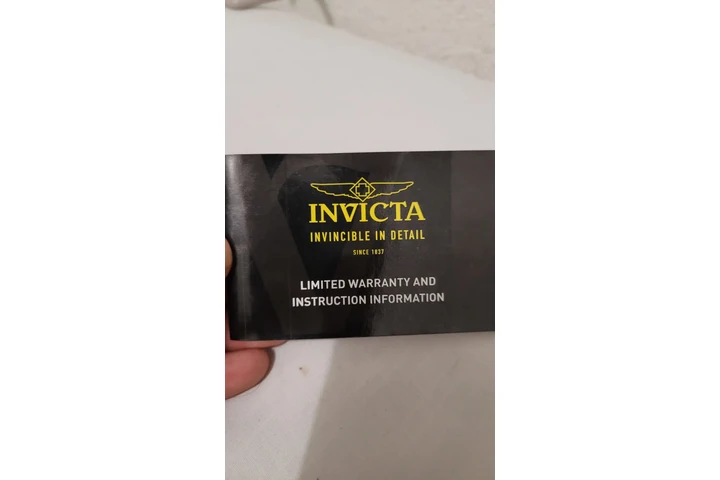 INVICTA
INVINCIBLE IN DETAIL
SINCE 1837
LIMITED WARRANTY AND
INSTRUCTION INFORMATION